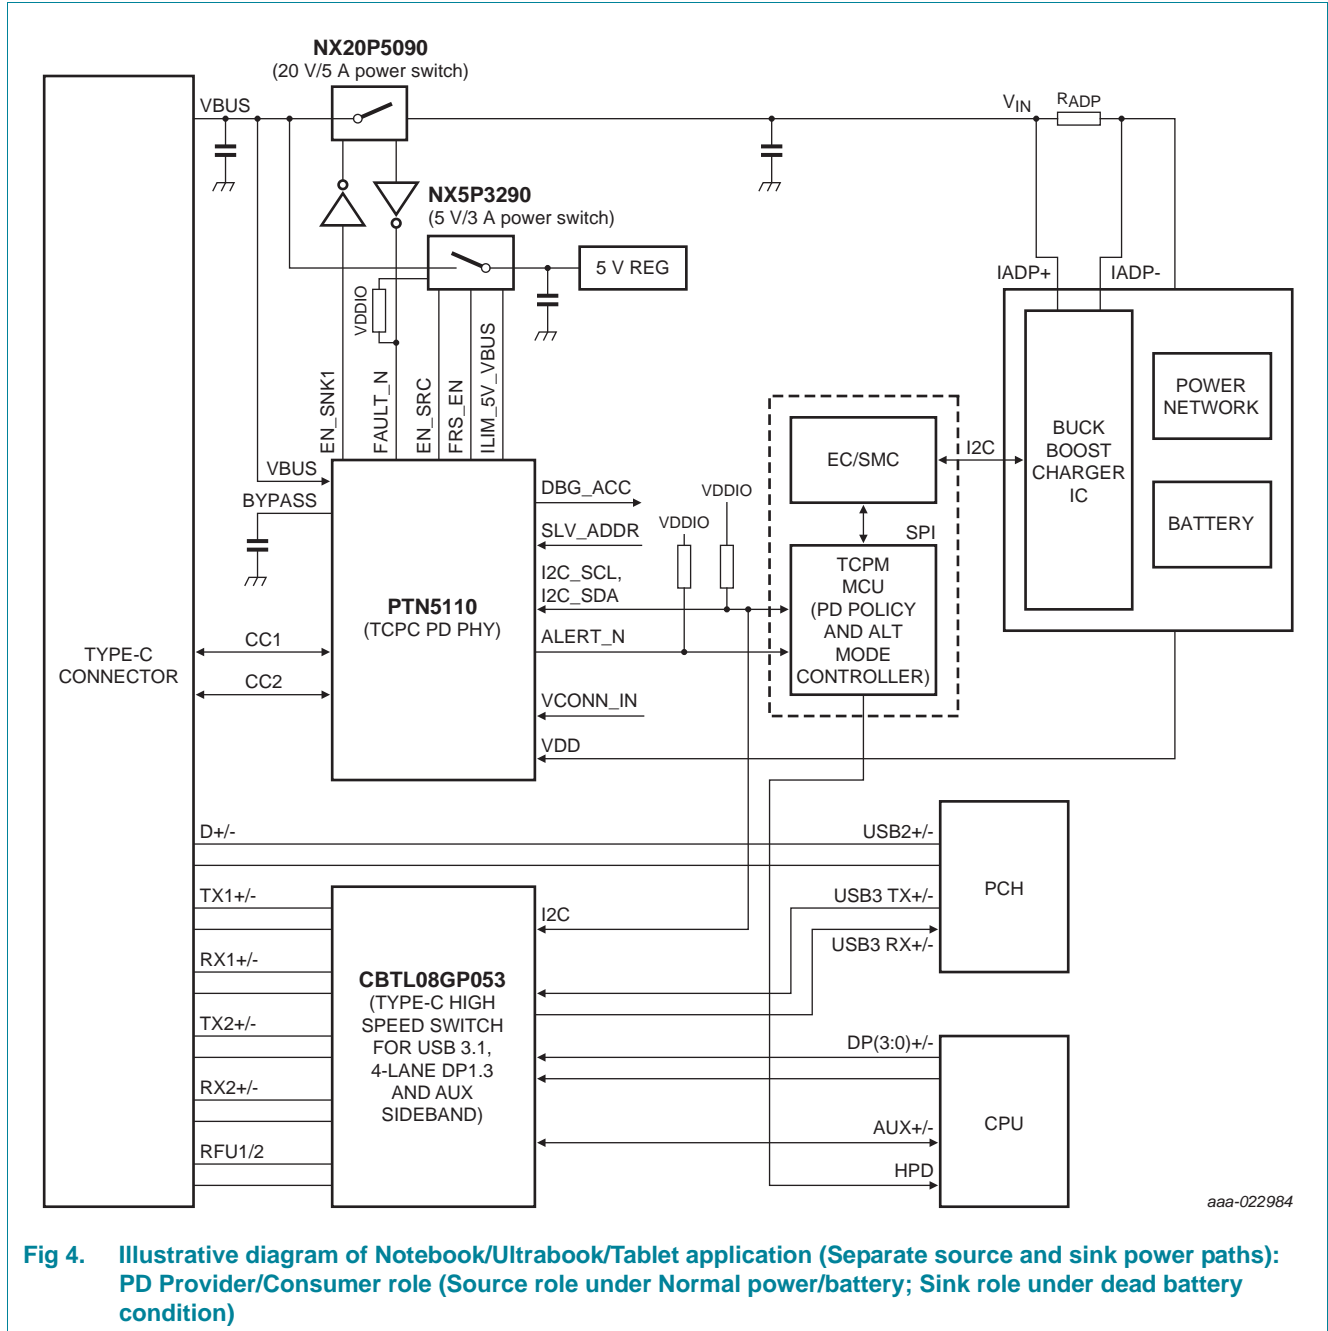 NX20P5090
(20 V/5 A power switch)
VBUS
VIN
RADP
NX5P3290
(5 V/3 A power switch)
5 V REG
IADP+
IADP-
VDDIO
EN_SNK1
FAULT_N
EN_SRC
FRS_EN
ILIM_5V_VBUS
POWER
NETWORK
BUCK
BOOST
CHARGER
IC
BATTERY
EC/SMC
I2C
SPI
TCPM
MCU
(PD POLICY
AND ALT
MODE
CONTROLLER)
VBUS
BYPASS
DBG_ACC
SLV_ADDR
VDDIO
VDDIO
I2C_SCL,
I2C_SDA
ALERT_N
VCONN_IN
VDD
PTN5110
(TCPC PD PHY)
CC1
CC2
TYPE-C
CONNECTOR
D+/-
USB2+/-
TX1+/-
RX1+/-
TX2+/-
RX2+/-
RFU1/2
I2C
CBTL08GP053
(TYPE-C HIGH
SPEED SWITCH
FOR USB 3.1,
4-LANE DP1.3
AND AUX
SIDEBAND)
USB3 TX+/-
USB3 RX+/-
PCH
DP(3:0)+/-
AUX+/-
HPD
CPU
aaa-022984
Fig 4. Illustrative diagram of Notebook/Ultrabook/Tablet application (Separate source and sink power paths):
PD Provider/Consumer role (Source role under Normal power/battery; Sink role under dead battery
condition)